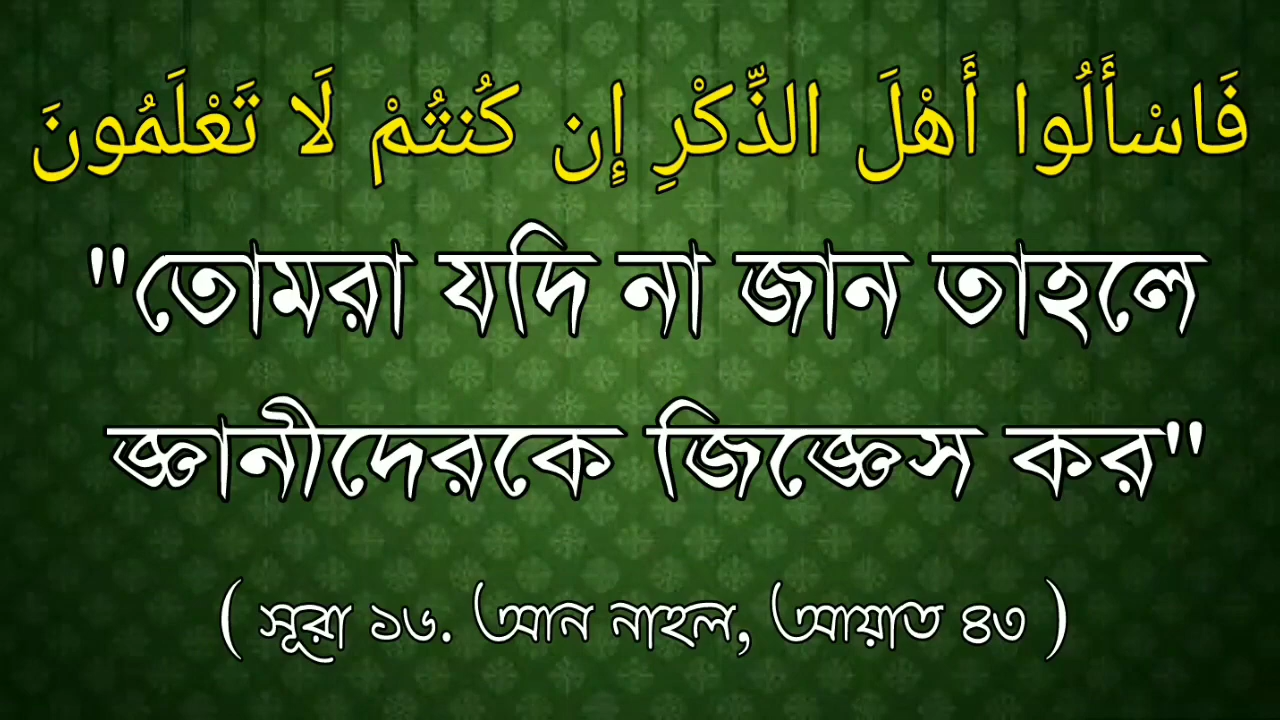 فَاسْأَلُوا أَهْلَ الذِّكْرِ إِن كُنتُمْ لَا تَعْلَمُونَ
"তোমরা যদি না জান তাহলে
জ্ঞানীদেরকে জিজ্ঞেস কর"
( সূরা ১৬. আন নাহল, আয়াত ৪৩ )